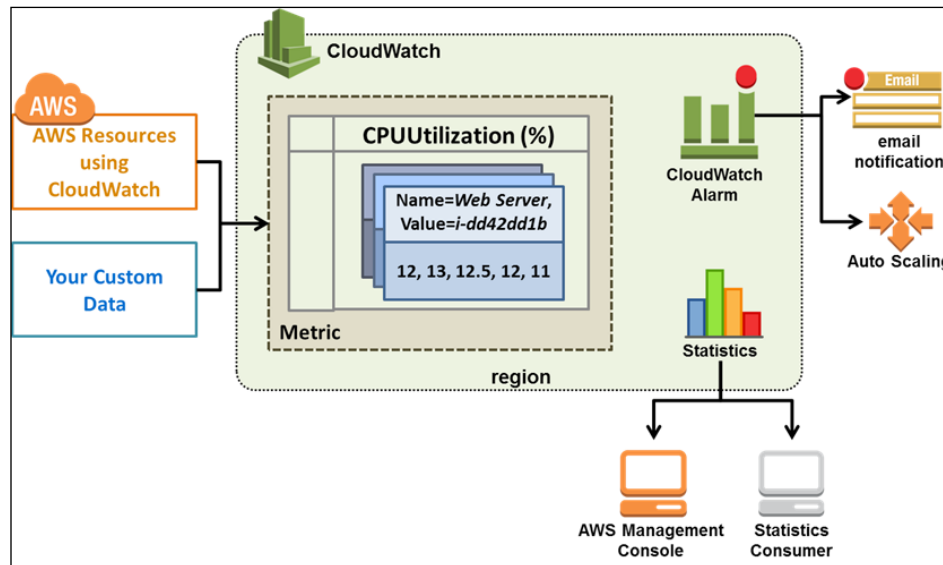 CloudWatch
AWS
AWS Resources
using
CloudWatch
Your Custom
Data
CPUUtilization (%)
Name=Web Server,
Value=i-dd42dd1b
12, 13, 12.5, 12, 11
Metric
CloudWatch
Alarm
Statistics
region
Email
email
notification
Auto Scaling
AWS Management
Console
Statistics
Consumer